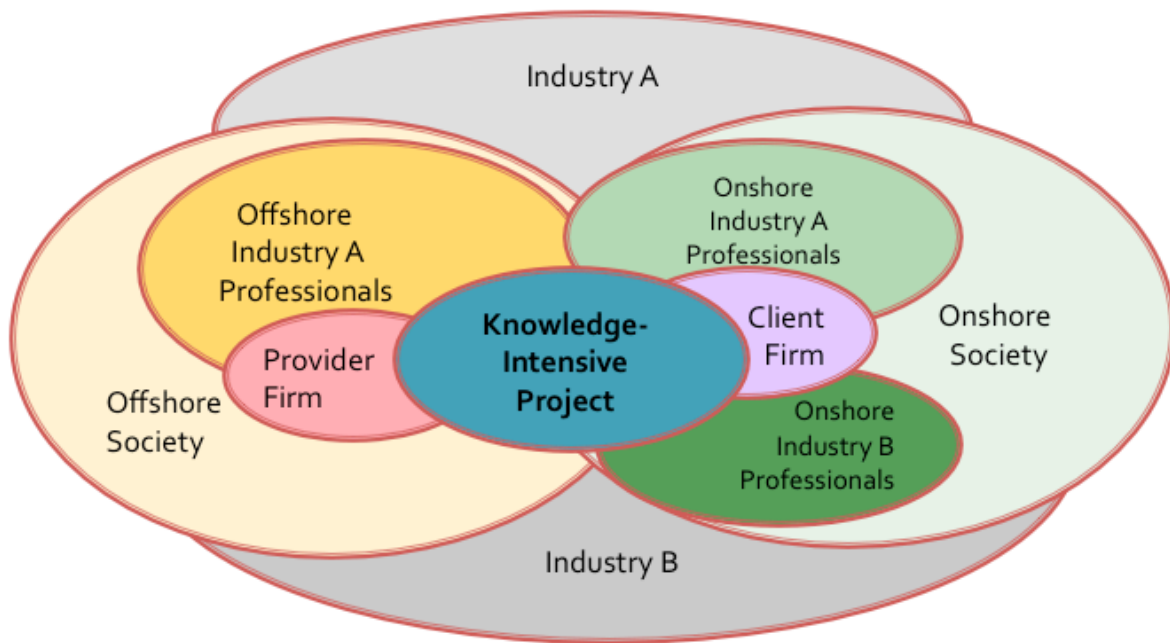 Industry A
Offshore
Industry A
Professionals
Onshore
Industry A
Professionals
Provider
Firm
Knowledge-
Intensive
Project
Client
Firm
Onshore
Society
Offshore
Society
Onshore
Industry B
Professionals
Industry B